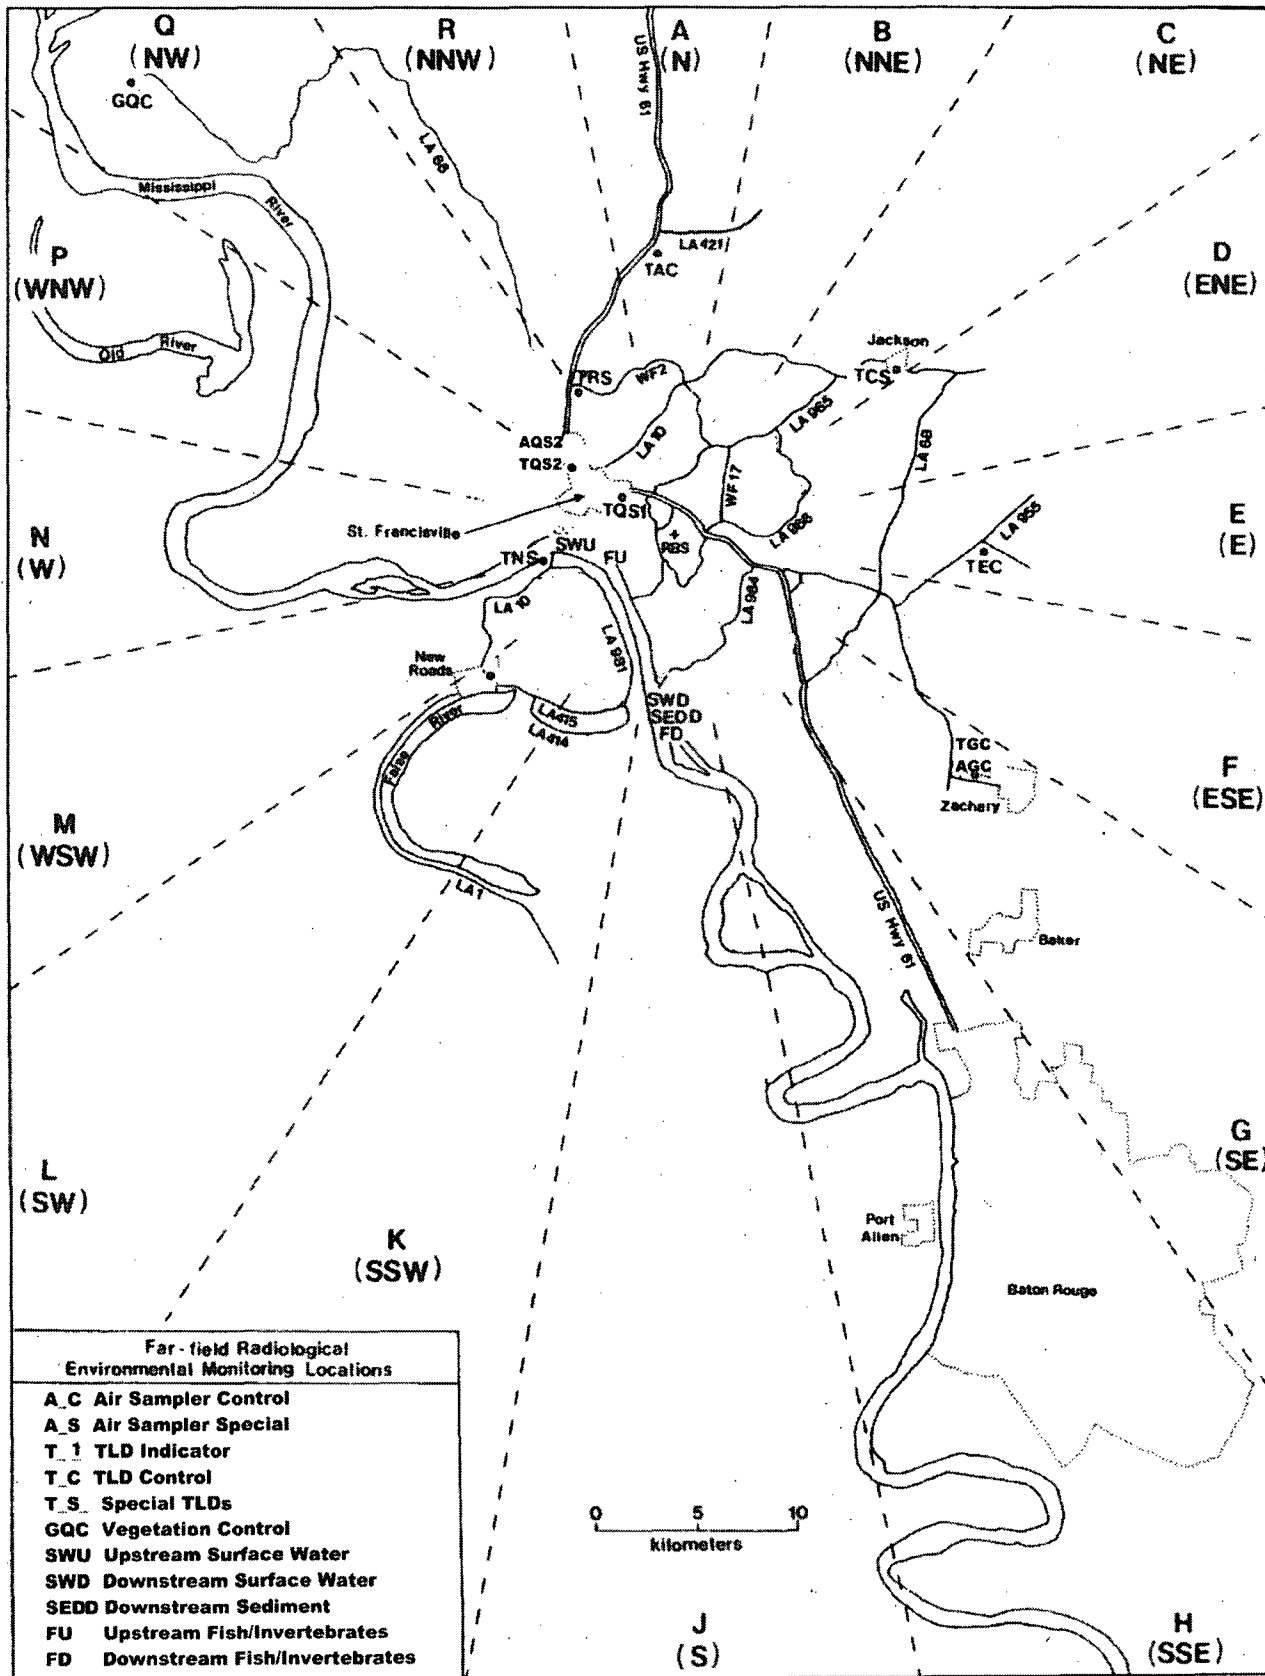 Q
(NW)
R
(NNW)
A
(N)
B
(NNE)
C
(NE)
US Hwy 61
GQC
LA 66
Mississippi
River
LA 421
TAC
P
(WNW)
D
(ENE)
Old
River
Jackson
TCS
TRS
WF2
LA 965
LA 10
LA 68
AQS2
TQS2
WF 17
TQS1
LA 966
LA 955
N
(W)
E
(E)
St. Francisville
SWU
RBS
TNS
FU
TEC
LA 10
LA 964
LA 981
New
Roads
SWD
SEDD
FD
LA415
LA414
False
River
TGC
AGC
Zachary
F
(ESE)
M
(WSW)
LA 1
US Hwy 61
Baker
G
(SE)
L
(SW)
K
(SSW)
Port
Allen
Baton Rouge
Far-field Radiological
Environmental Monitoring Locations
A_C Air Sampler Control
A_S Air Sampler Special
T_1 TLD Indicator
T_C TLD Control
T_S_ Special TLDs
GQC Vegetation Control
SWU Upstream Surface Water
SWD Downstream Surface Water
SEDD Downstream Sediment
FU Upstream Fish/Invertebrates
FD Downstream Fish/Invertebrates
0 5 10
kilometers
J
(S)
H
(SSE)